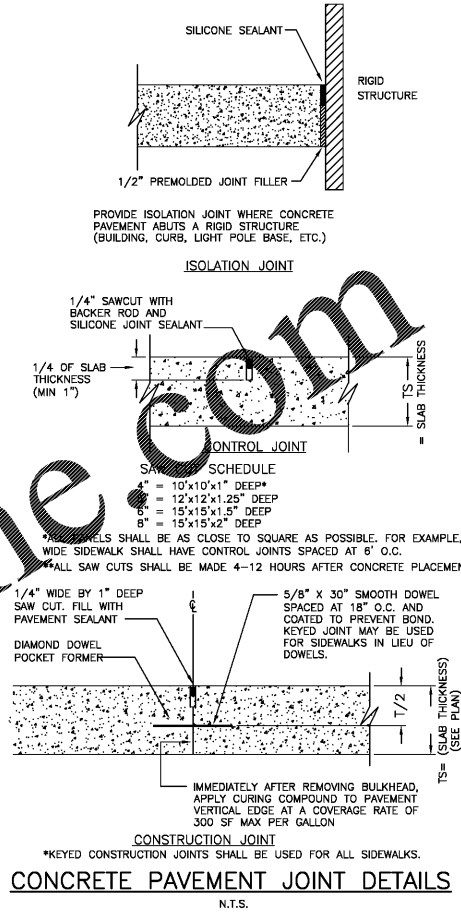 SILICONE SEALANT
RIGID
STRUCTURE
1/2" PREMOLDED JOINT FILLER
PROVIDE ISOLATION JOINT WHERE CONCRETE
PAVEMENT ABUTS A RIGID STRUCTURE
(BUILDING, CURB, LIGHT POLE BASE, ETC.)
ISOLATION JOINT
1/4" SAWCUT WITH
BACKER ROD AND
SILICONE JOINT SEALANT
1/4 OF SLAB
THICKNESS
(MIN 1")
TS
= SLAB THICKNESS
CONTROL JOINT
SAW CUT SCHEDULE
4" = 10'x10'x1" DEEP*
= 12'x12'x1.25" DEEP
6" = 15'x15'x1.5" DEEP
8" = 15'x15'x2" DEEP
*ALL PANELS SHALL BE AS CLOSE TO SQUARE AS POSSIBLE. FOR EXAMPLE,
WIDE SIDEWALK SHALL HAVE CONTROL JOINTS SPACED AT 6' O.C.
**ALL SAW CUTS SHALL BE MADE 4-12 HOURS AFTER CONCRETE PLACEMEN
1/4" WIDE BY 1" DEEP
SAW CUT. FILL WITH
PAVEMENT SEALANT
DIAMOND DOWEL
POCKET FORMER
CL
5/8" X 30" SMOOTH DOWEL
SPACED AT 18" O.C. AND
COATED TO PREVENT BOND.
KEYED JOINT MAY BE USED
FOR SIDEWALKS IN LIEU OF
DOWELS.
T/2
TS= (SLAB THICKNESS)
(SEE PLAN)
IMMEDIATELY AFTER REMOVING BULKHEAD,
APPLY CURING COMPOUND TO PAVEMENT
VERTICAL EDGE AT A COVERAGE RATE OF
300 SF MAX PER GALLON
CONSTRUCTION JOINT
*KEYED CONSTRUCTION JOINTS SHALL BE USED FOR ALL SIDEWALKS.
CONCRETE PAVEMENT JOINT DETAILS
N.T.S.
ne.com